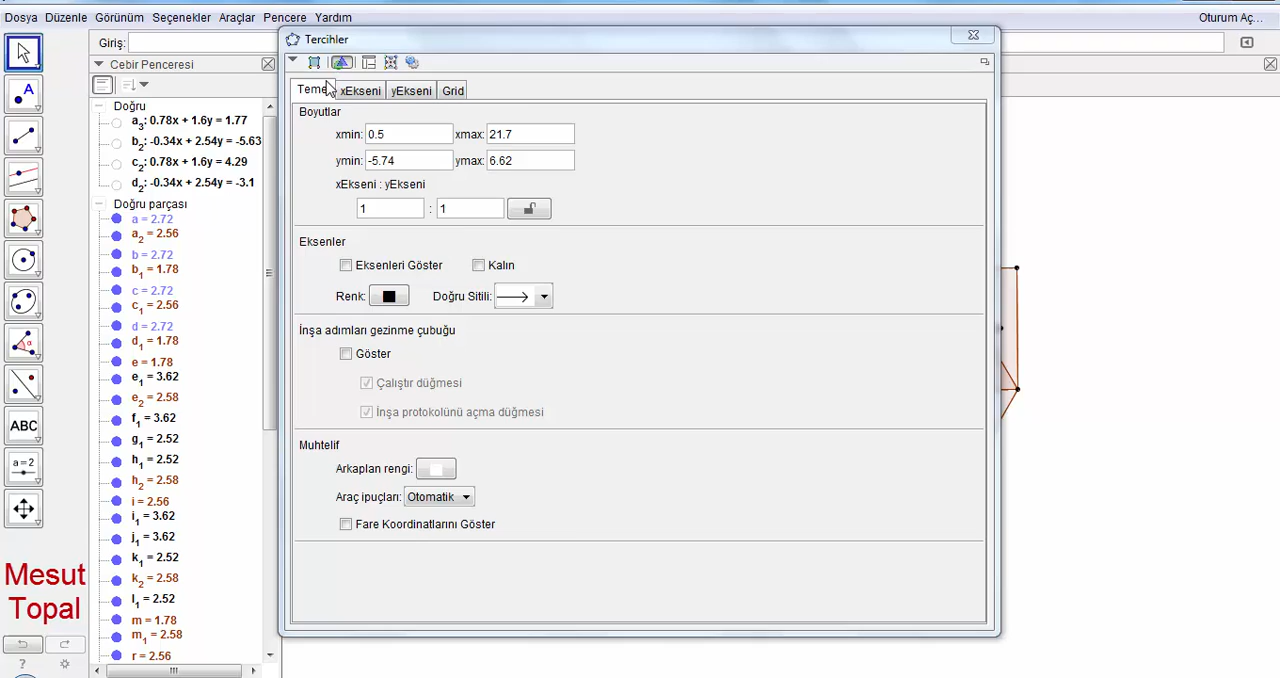 Dosya Düzenle Görünüm Seçenekler Araçlar Pencere Yardım Oturum Aç...
Giriş:
Cebir Penceresi
Doğru
a3: 0.78x + 1.6y = 1.77
b2: -0.34x + 2.54y = -5.63
c2: 0.78x + 1.6y = 4.29
d2: -0.34x + 2.54y = -3.1
Doğru parçası
a = 2.72
a2 = 2.56
b = 2.72
b1 = 1.78
c = 2.72
c1 = 2.56
d = 2.72
d1 = 1.78
e = 1.78
e1 = 3.62
e2 = 2.58
f1 = 3.62
g1 = 2.52
h1 = 2.52
h2 = 2.58
i = 2.56
i1 = 3.62
j1 = 3.62
k1 = 2.52
k2 = 2.58
l1 = 2.52
m = 1.78
m1 = 2.58
r = 2.56
ABC
a = 2
Mesut
Topal
Tercihler
xEkseni yEkseni Grid
Boyutlar
xmin: 0.5 xmax: 21.7
ymin: -5.74 ymax: 6.62
xEkseni : yEkseni
1 : 1
Eksenler
Eksenleri Göster Kalın
Renk: Doğru Sitili:
İnşa adımları gezinme çubuğu
Göster
Çalıştır düğmesi
İnşa protokolünü açma düğmesi
Muhtelif
Arkaplan rengi:
Araç ipuçları: Otomatik
Fare Koordinatlarını Göster